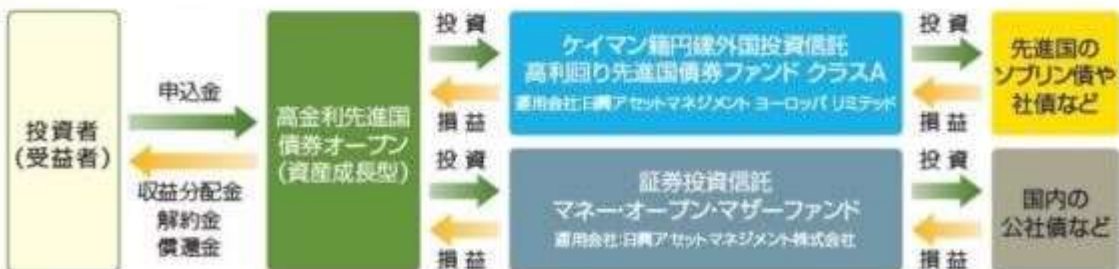 投資者
(受益者)
申込金
収益分配金
解約金
償還金
高金利先進国
債券オープン
(資産成長型)
投資
損益
投資
損益
ケイマン籍円建外国投資信託
高利回り先進国債券ファンド クラスA
運用会社:日興アセットマネジメント ヨーロッパ リミテッド
証券投資信託
マネー・オープン・マザーファンド
運用会社:日興アセットマネジメント株式会社
投資
損益
投資
損益
先進国の
ソブリン債や
社債など
国内の
公社債など